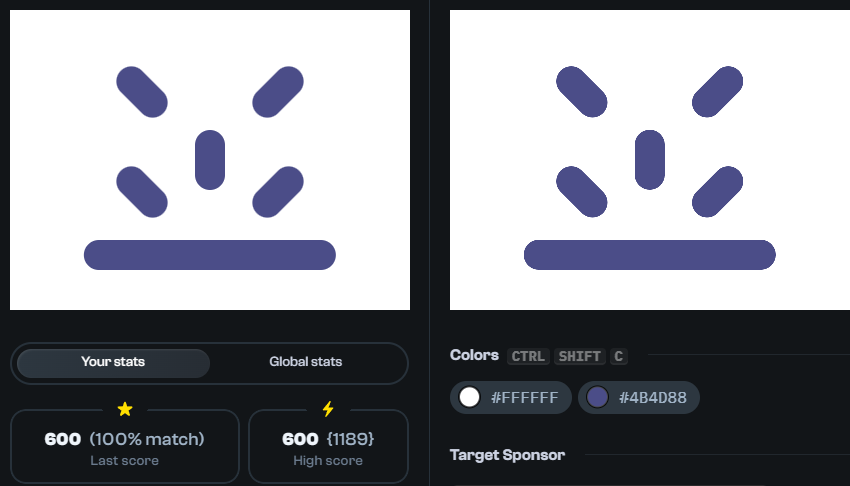 Your stats Global stats
600 (100% match)
Last score
600 {1189}
High score
Colors CTRL SHIFT C
#FFFFFF #4B4D88
Target Sponsor